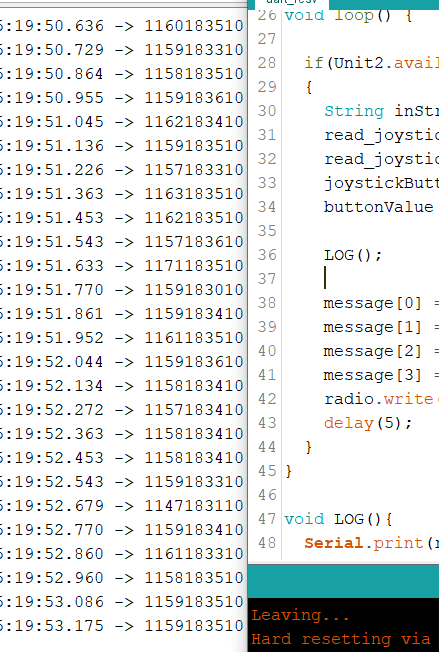 5:19:50.636 -> 1160183510
5:19:50.729 -> 1159183310
5:19:50.864 -> 1158183510
5:19:50.955 -> 1159183610
5:19:51.045 -> 1162183410
5:19:51.136 -> 1159183510
5:19:51.226 -> 1157183310
5:19:51.363 -> 1163183510
5:19:51.453 -> 1162183510
5:19:51.543 -> 1157183610
5:19:51.633 -> 1171183510
5:19:51.770 -> 1159183010
5:19:51.861 -> 1159183410
5:19:51.952 -> 1161183510
5:19:52.044 -> 1159183610
5:19:52.134 -> 1158183410
5:19:52.272 -> 1157183410
5:19:52.363 -> 1158183410
5:19:52.453 -> 1158183410
5:19:52.543 -> 1159183310
5:19:52.679 -> 1147183110
5:19:52.770 -> 1159183410
5:19:52.860 -> 1161183310
5:19:52.960 -> 1158183510
5:19:53.086 -> 1159183510
5:19:53.175 -> 1159183510
26 void loop() {
27
28 if(Unit2.avail
29 {
30 String inStr
31 read_joystic
32 read_joystic
33 joystickButt
34 buttonValue
35
36 LOG();
37
38 message[0] =
39 message[1] =
40 message[2] =
41 message[3] =
42 radio.write(
43 delay(5);
44 }
45 }
46
47 void LOG(){
48 Serial.print(
Leaving...
Hard resetting via